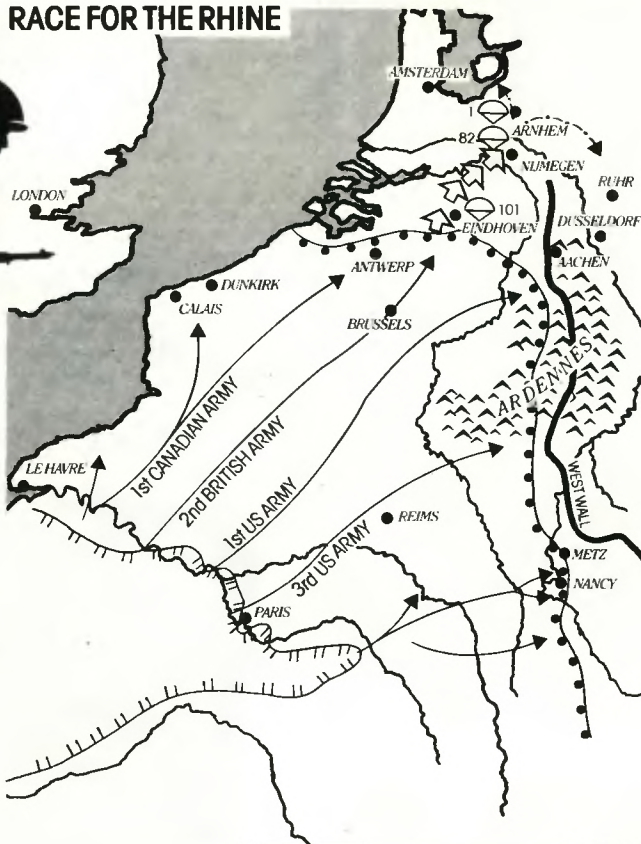 RACE FOR THE RHINE
AMSTERDAM
1
ARNHEM
82
NIJMEGEN
RUHR
LONDON
101
EINDHOVEN
DUSSELDORF
ANTWERP
AACHEN
DUNKIRK
CALAIS
BRUSSELS
ARDENNES
1st CANADIAN ARMY
2nd BRITISH ARMY
1st US ARMY
3rd US ARMY
LE HAVRE
WEST WALL
REIMS
METZ
NANCY
PARIS